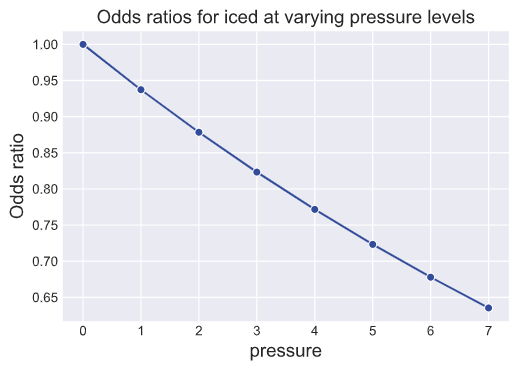 Odds ratios for iced at varying pressure levels
Odds ratio
1.00
0.95
0.90
0.85
0.80
0.75
0.70
0.65
0 1 2 3 4 5 6 7
pressure